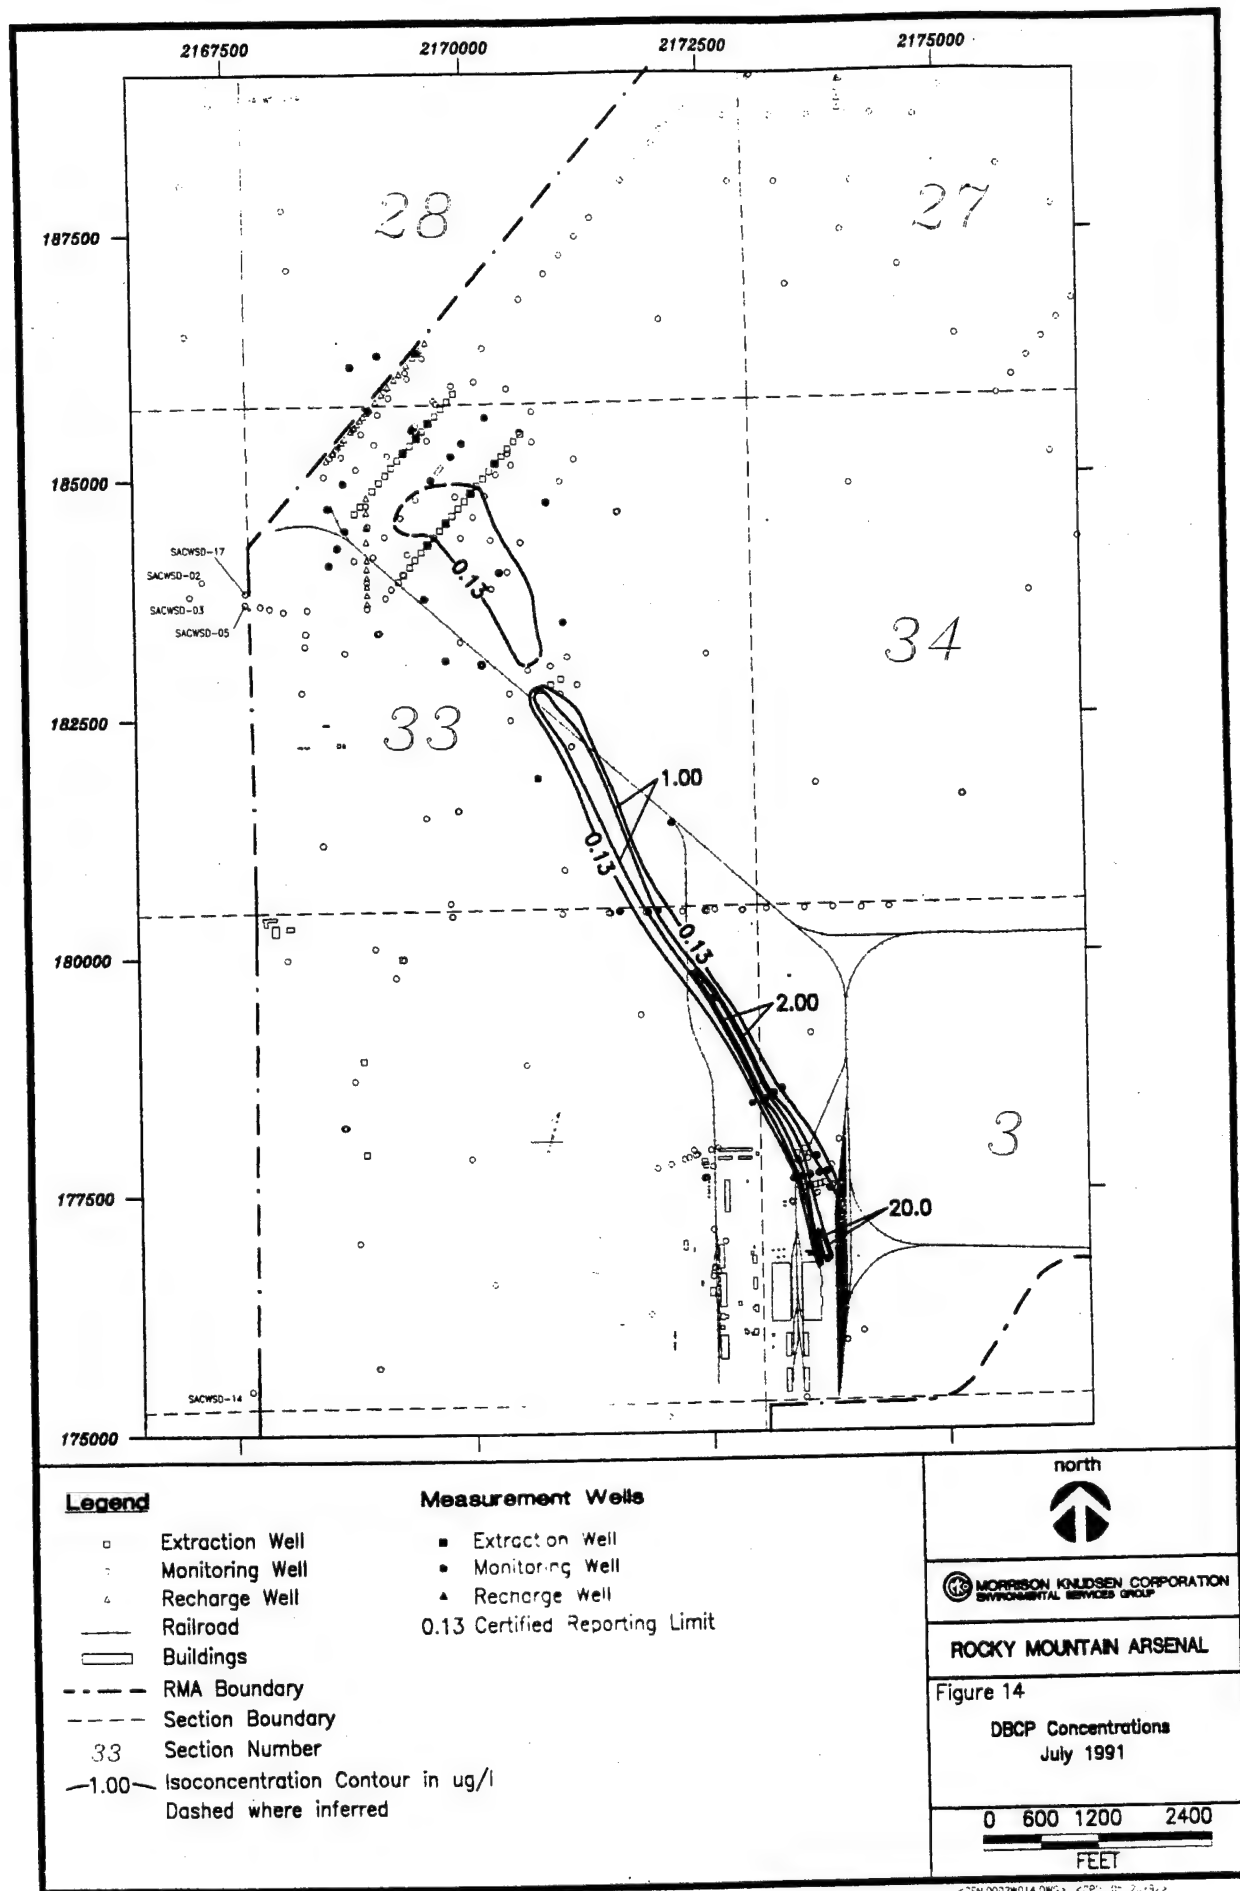 2167500 2170000 2172500 2175000
28
27
187500
185000
SACWSD-17
SACWSD-02
SACWSD-03
SACWSD-05
0.13
34
182500
33
1.00
0.13
0.13
180000
2.00
4
3
177500
20.0
SACWSD-14
175000
Legend
Extraction Well
Monitoring Well
Recharge Well
Railroad
Buildings
RMA Boundary
Section Boundary
33 Section Number
1.00 Isoconcentration Contour in ug/l
Dashed where inferred
Measurement Wells
Extraction Well
Monitoring Well
Recharge Well
0.13 Certified Reporting Limit
north
MORRISON KNUDSEN CORPORATION
ENVIRONMENTAL SERVICES GROUP
ROCKY MOUNTAIN ARSENAL
Figure 14
DBCP Concentrations
July 1991
0 600 1200 2400
FEET